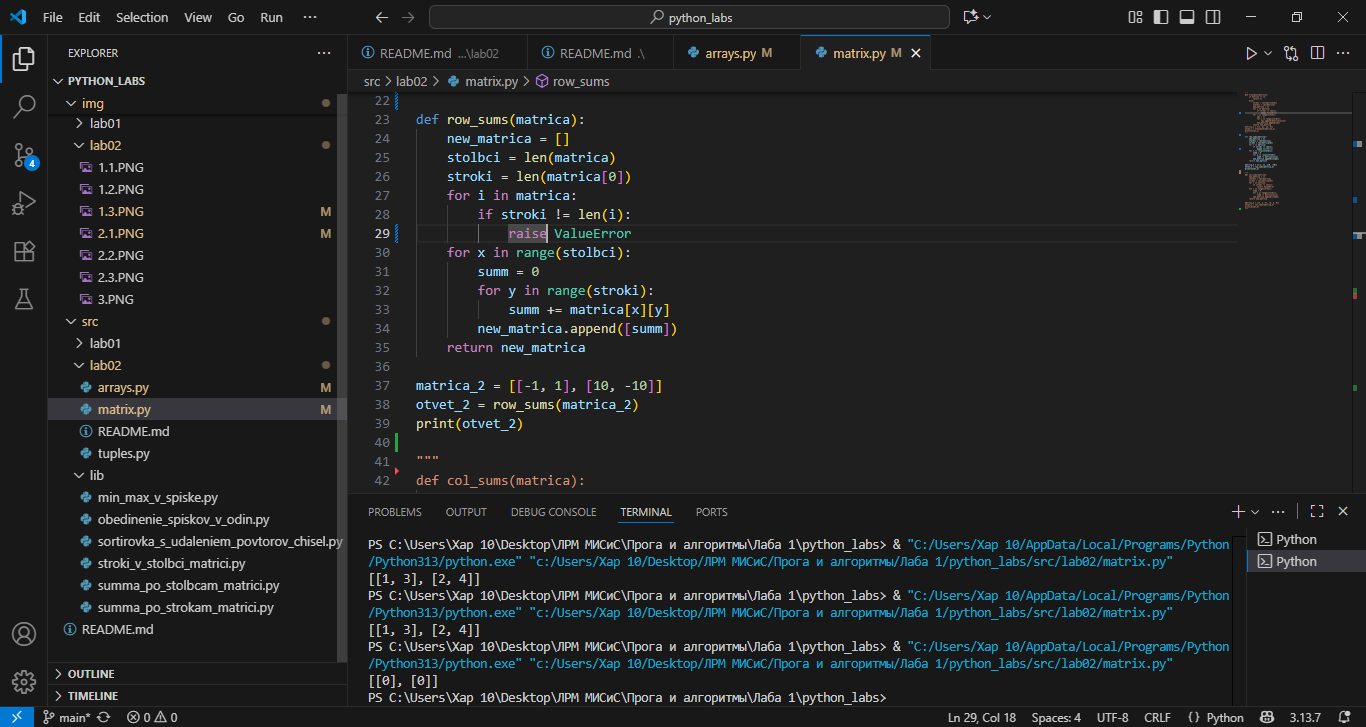 File Edit Selection View Go Run ··· python_labs
EXPLORER ···
PYTHON_LABS
img
lab01
lab02
1.1.PNG
1.2.PNG
1.3.PNG M
2.1.PNG M
2.2.PNG
2.3.PNG
3.PNG
src
lab01
lab02
arrays.py M
matrix.py M
README.md
tuples.py
lib
min_max_v_spiske.py
obedinenie_spiskov_v_odin.py
sortirovka_s_udaleniem_povtorov_chisel.py
stroki_v_stolbci_matrici.py
summa_po_stolbcam_matrici.py
summa_po_strokam_matrici.py
README.md
OUTLINE
TIMELINE
4
README.md ...\lab02 README.md .\ arrays.py M matrix.py M
src > lab02 > matrix.py > row_sums
22
23 def row_sums(matrica):
24 new_matrica = []
25 stolbci = len(matrica)
26 stroki = len(matrica[0])
27 for i in matrica:
28 if stroki != len(i):
29 raise ValueError
30 for x in range(stolbci):
31 summ = 0
32 for y in range(stroki):
33 summ += matrica[x][y]
34 new_matrica.append([summ])
35 return new_matrica
36
37 matrica_2 = [[-1, 1], [10, -10]]
38 otvet_2 = row_sums(matrica_2)
39 print(otvet_2)
40
41 """
42 def col_sums(matrica):
PROBLEMS OUTPUT DEBUG CONSOLE TERMINAL PORTS
PS C:\Users\Xap 10\Desktop\ЛРМ МИСиС\Прога и алгоритмы\Лаба 1\python_labs> & "C:/Users/Xap 10/AppData/Local/Programs/Python
/Python313/python.exe" "c:/Users/Xap 10/Desktop/ЛРМ МИСиС/Прога и алгоритмы/Лаба 1/python_labs/src/lab02/matrix.py"
[[1, 3], [2, 4]]
PS C:\Users\Xap 10\Desktop\ЛРМ МИСиС\Прога и алгоритмы\Лаба 1\python_labs> & "C:/Users/Xap 10/AppData/Local/Programs/Python
/Python313/python.exe" "c:/Users/Xap 10/Desktop/ЛРМ МИСиС/Прога и алгоритмы/Лаба 1/python_labs/src/lab02/matrix.py"
[[1, 3], [2, 4]]
PS C:\Users\Xap 10\Desktop\ЛРМ МИСиС\Прога и алгоритмы\Лаба 1\python_labs> & "C:/Users/Xap 10/AppData/Local/Programs/Python
/Python313/python.exe" "c:/Users/Xap 10/Desktop/ЛРМ МИСиС/Прога и алгоритмы/Лаба 1/python_labs/src/lab02/matrix.py"
[[0], [0]]
PS C:\Users\Xap 10\Desktop\ЛРМ МИСиС\Прога и алгоритмы\Лаба 1\python_labs>
Python
Python
main* 0 0 Ln 29, Col 18 Spaces: 4 UTF-8 CRLF {} Python 3.13.7